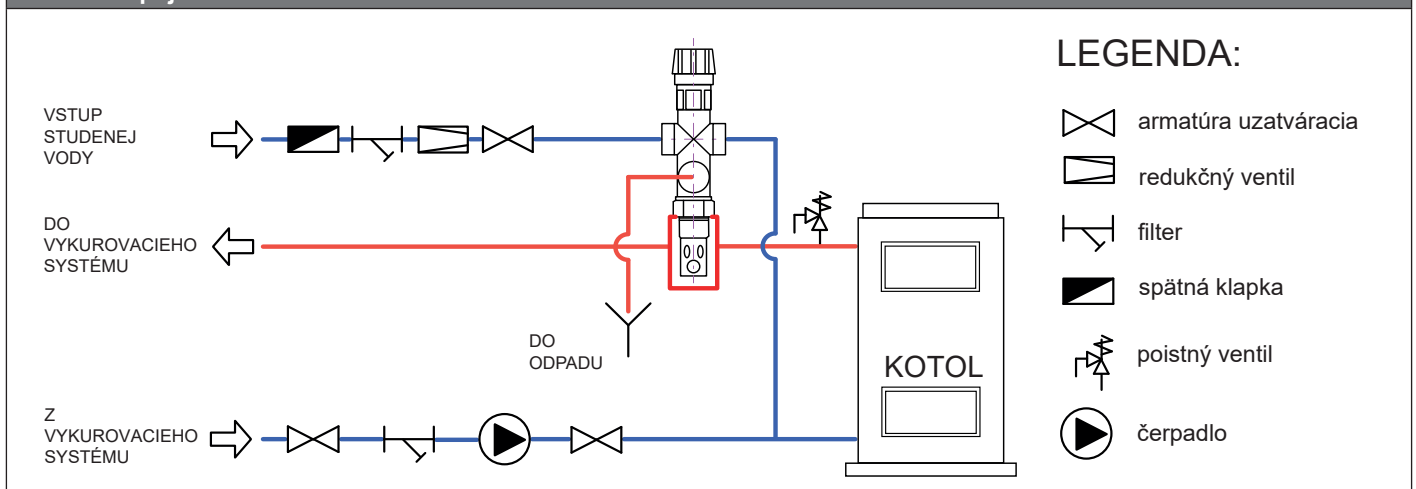 VSTUP
STUDENEJ
VODY
DO
VYKUROVACIEHO
SYSTÉMU
DO
ODPADU
Z
VYKUROVACIEHO
SYSTÉMU
KOTOL
LEGENDA:
armatúra uzatváracia
redukčný ventil
filter
spätná klapka
poistný ventil
čerpadlo